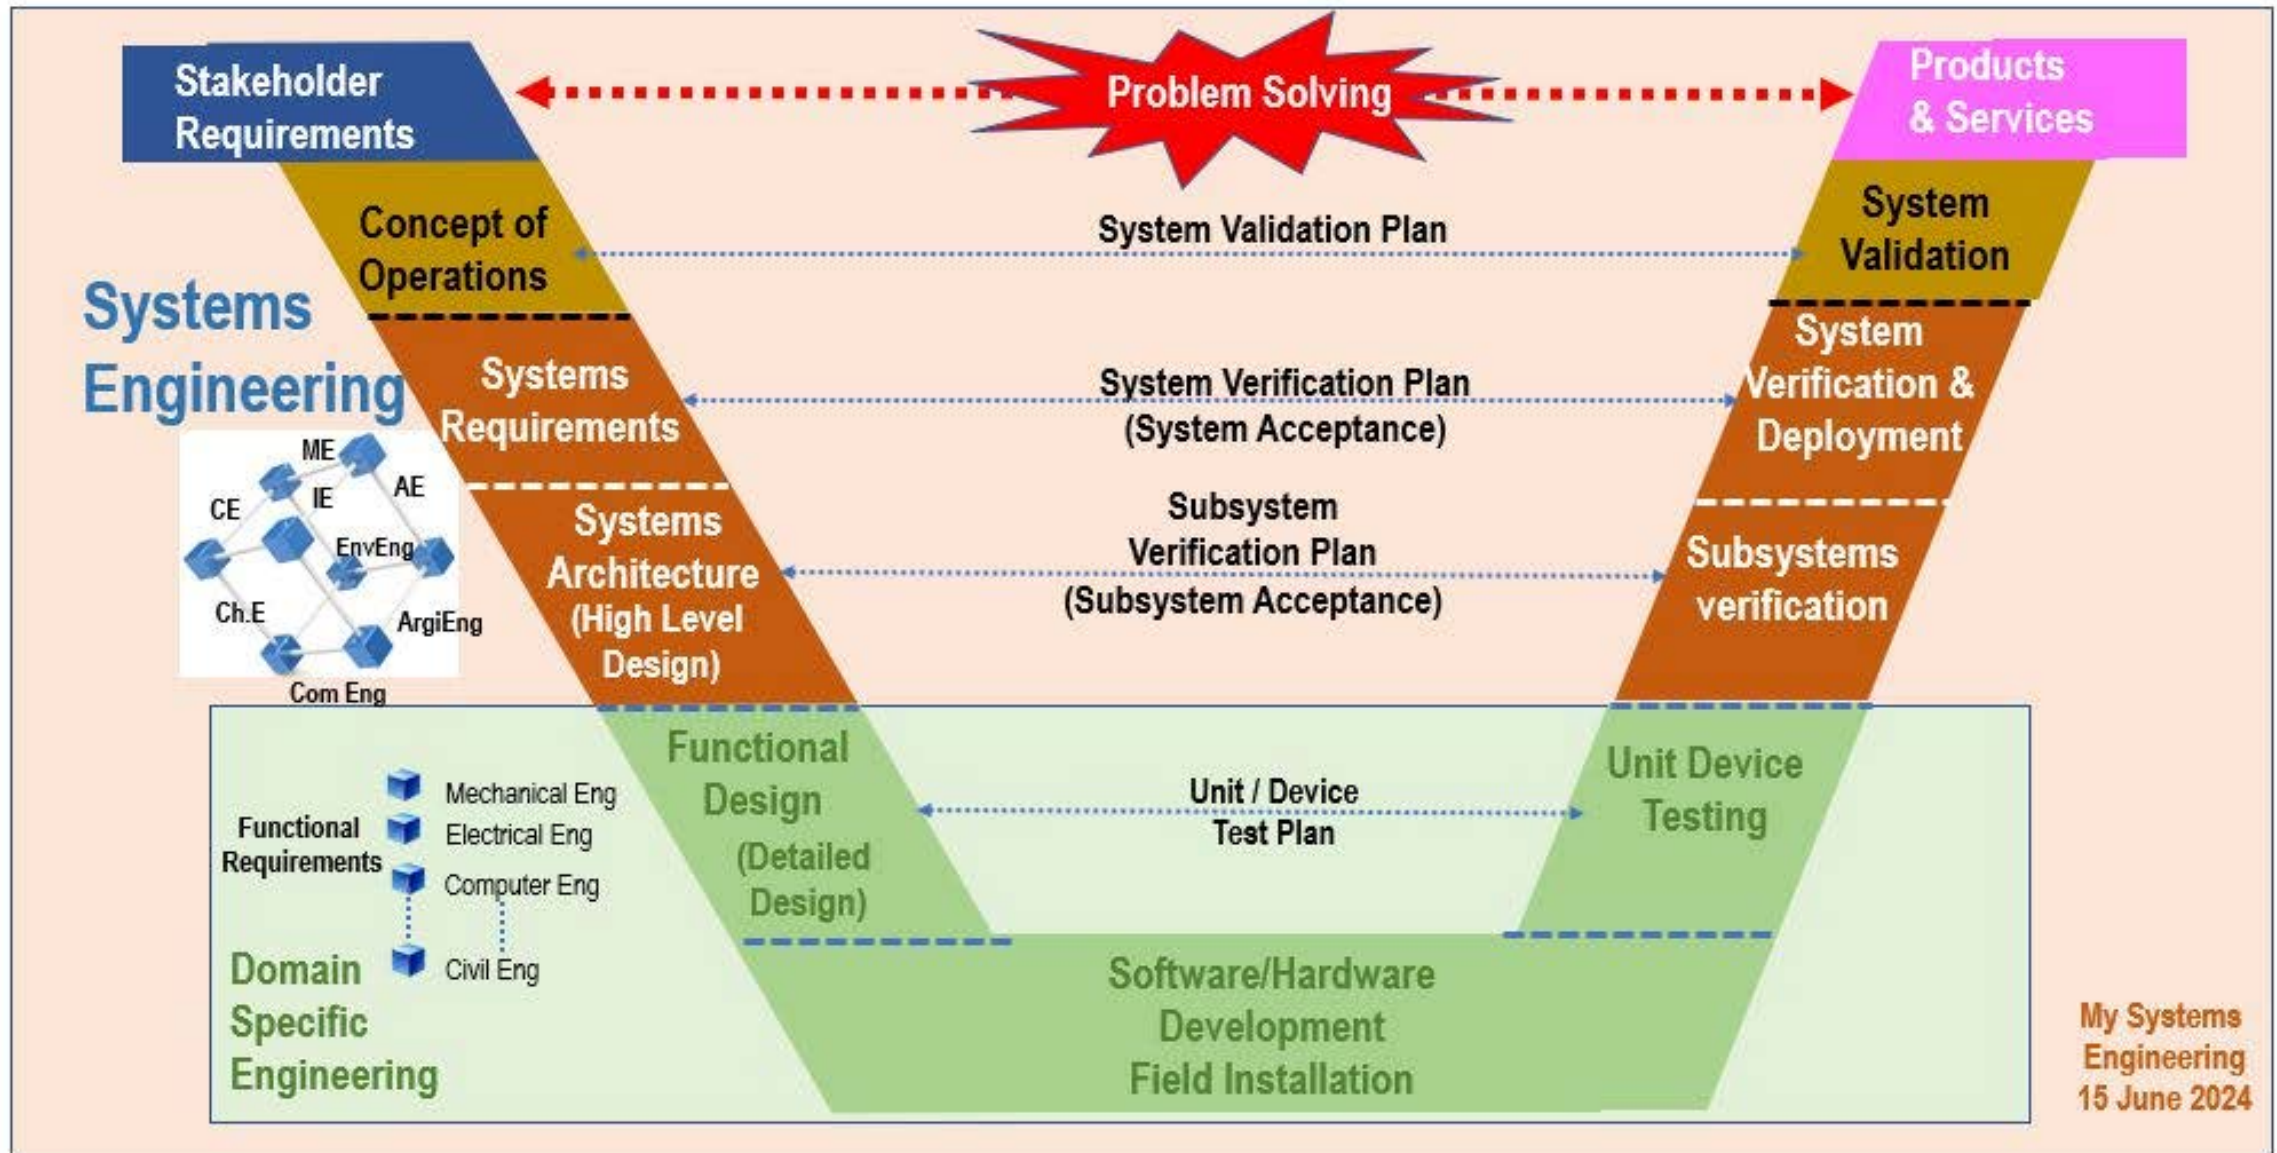 Stakeholder
Requirements
Problem Solving
Products
& Services
Concept of
Operations
System Validation Plan
System
Validation
Systems
Engineering
Systems
Requirements
System Verification Plan
(System Acceptance)
System
Verification &
Deployment
ME
AE
CE
IE
EnvEng
Ch.E
ArgiEng
Com Eng
Systems
Architecture
(High Level
Design)
Subsystem
Verification Plan
(Subsystem Acceptance)
Subsystems
verification
Functional
Design
(Detailed
Design)
Unit / Device
Test Plan
Unit Device
Testing
Functional
Requirements
Mechanical Eng
Electrical Eng
Computer Eng
Civil Eng
Domain
Specific
Engineering
Software/Hardware
Development
Field Installation
My Systems
Engineering
15 June 2024